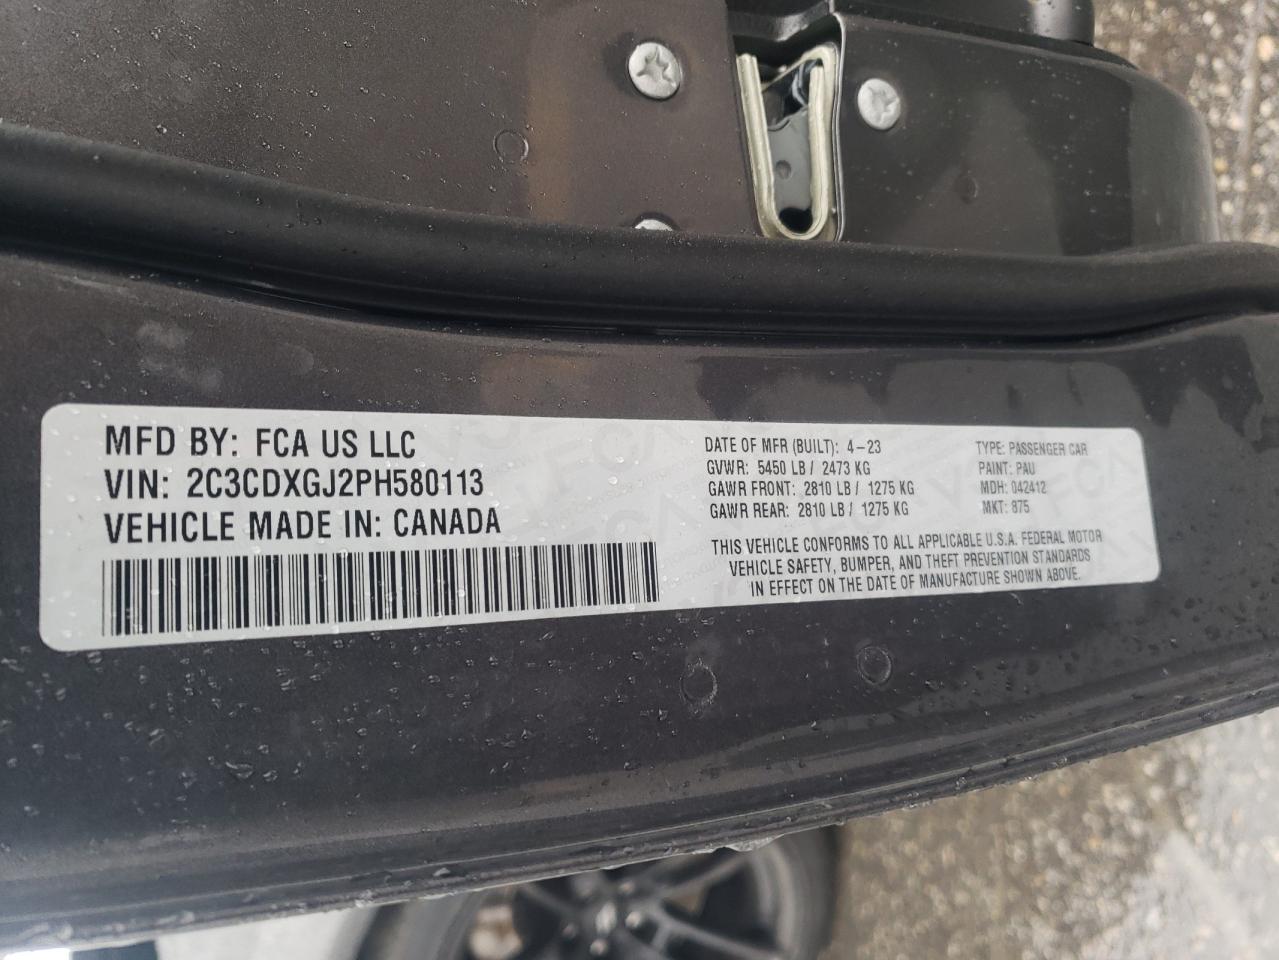 MFD BY: FCA US LLC
VIN: 2C3CDXGJ2PH580113
VEHICLE MADE IN: CANADA
DATE OF MFR (BUILT): 4-23
GVWR: 5450 LB / 2473 KG
GAWR FRONT: 2810 LB / 1275 KG
GAWR REAR: 2810 LB / 1275 KG
TYPE: PASSENGER CAR
PAINT: PAU
MDH: 042412
MKT: 875
THIS VEHICLE CONFORMS TO ALL APPLICABLE U.S.A. FEDERAL MOTOR
VEHICLE SAFETY, BUMPER, AND THEFT PREVENTION STANDARDS
IN EFFECT ON THE DATE OF MANUFACTURE SHOWN ABOVE.